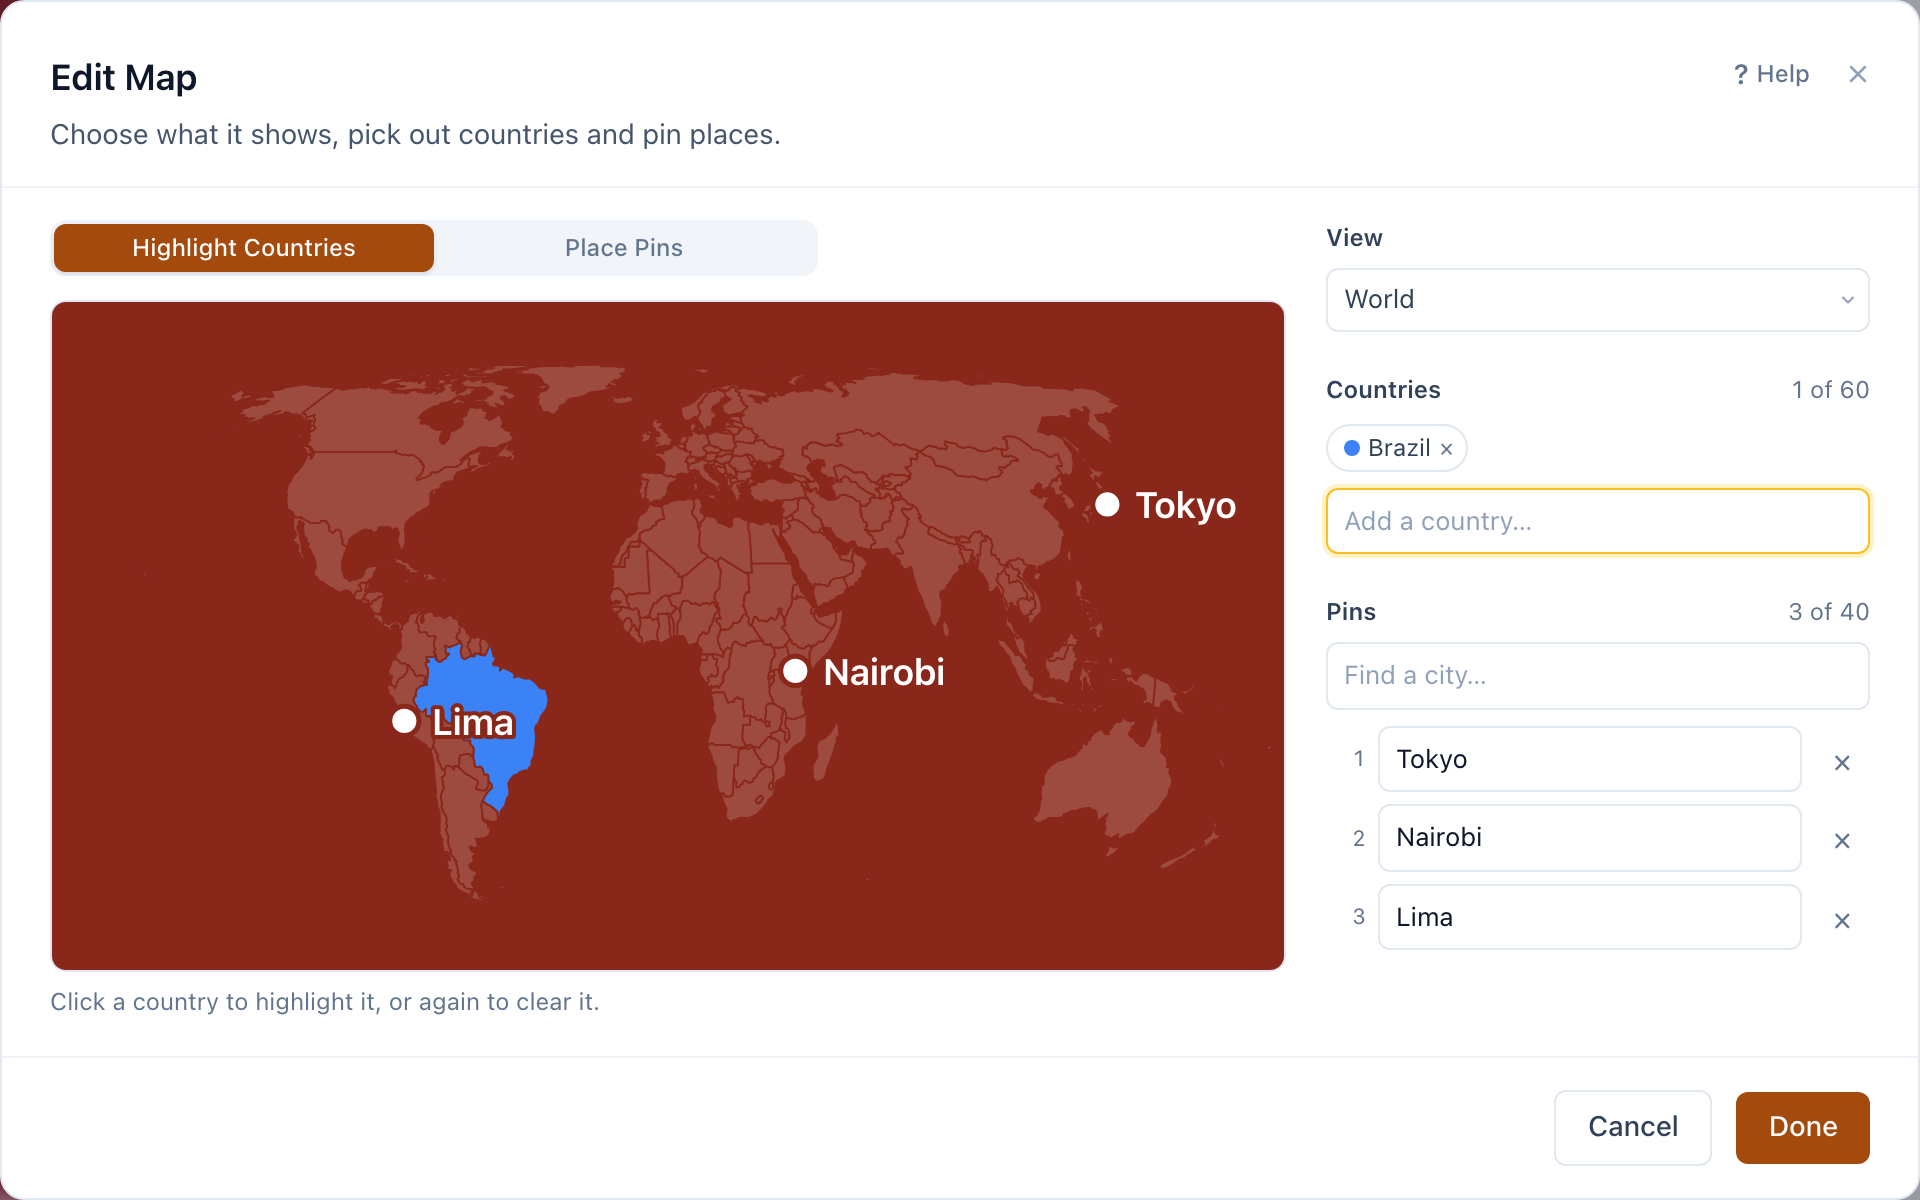 Edit Map
? Help
Choose what it shows, pick out countries and pin places.
Highlight Countries
Place Pins
Tokyo
Nairobi
Lima
Click a country to highlight it, or again to clear it.
View
World
Countries
1 of 60
Brazil ×
Add a country...
Pins
3 of 40
Find a city...
1 Tokyo ×
2 Nairobi ×
3 Lima ×
Cancel
Done